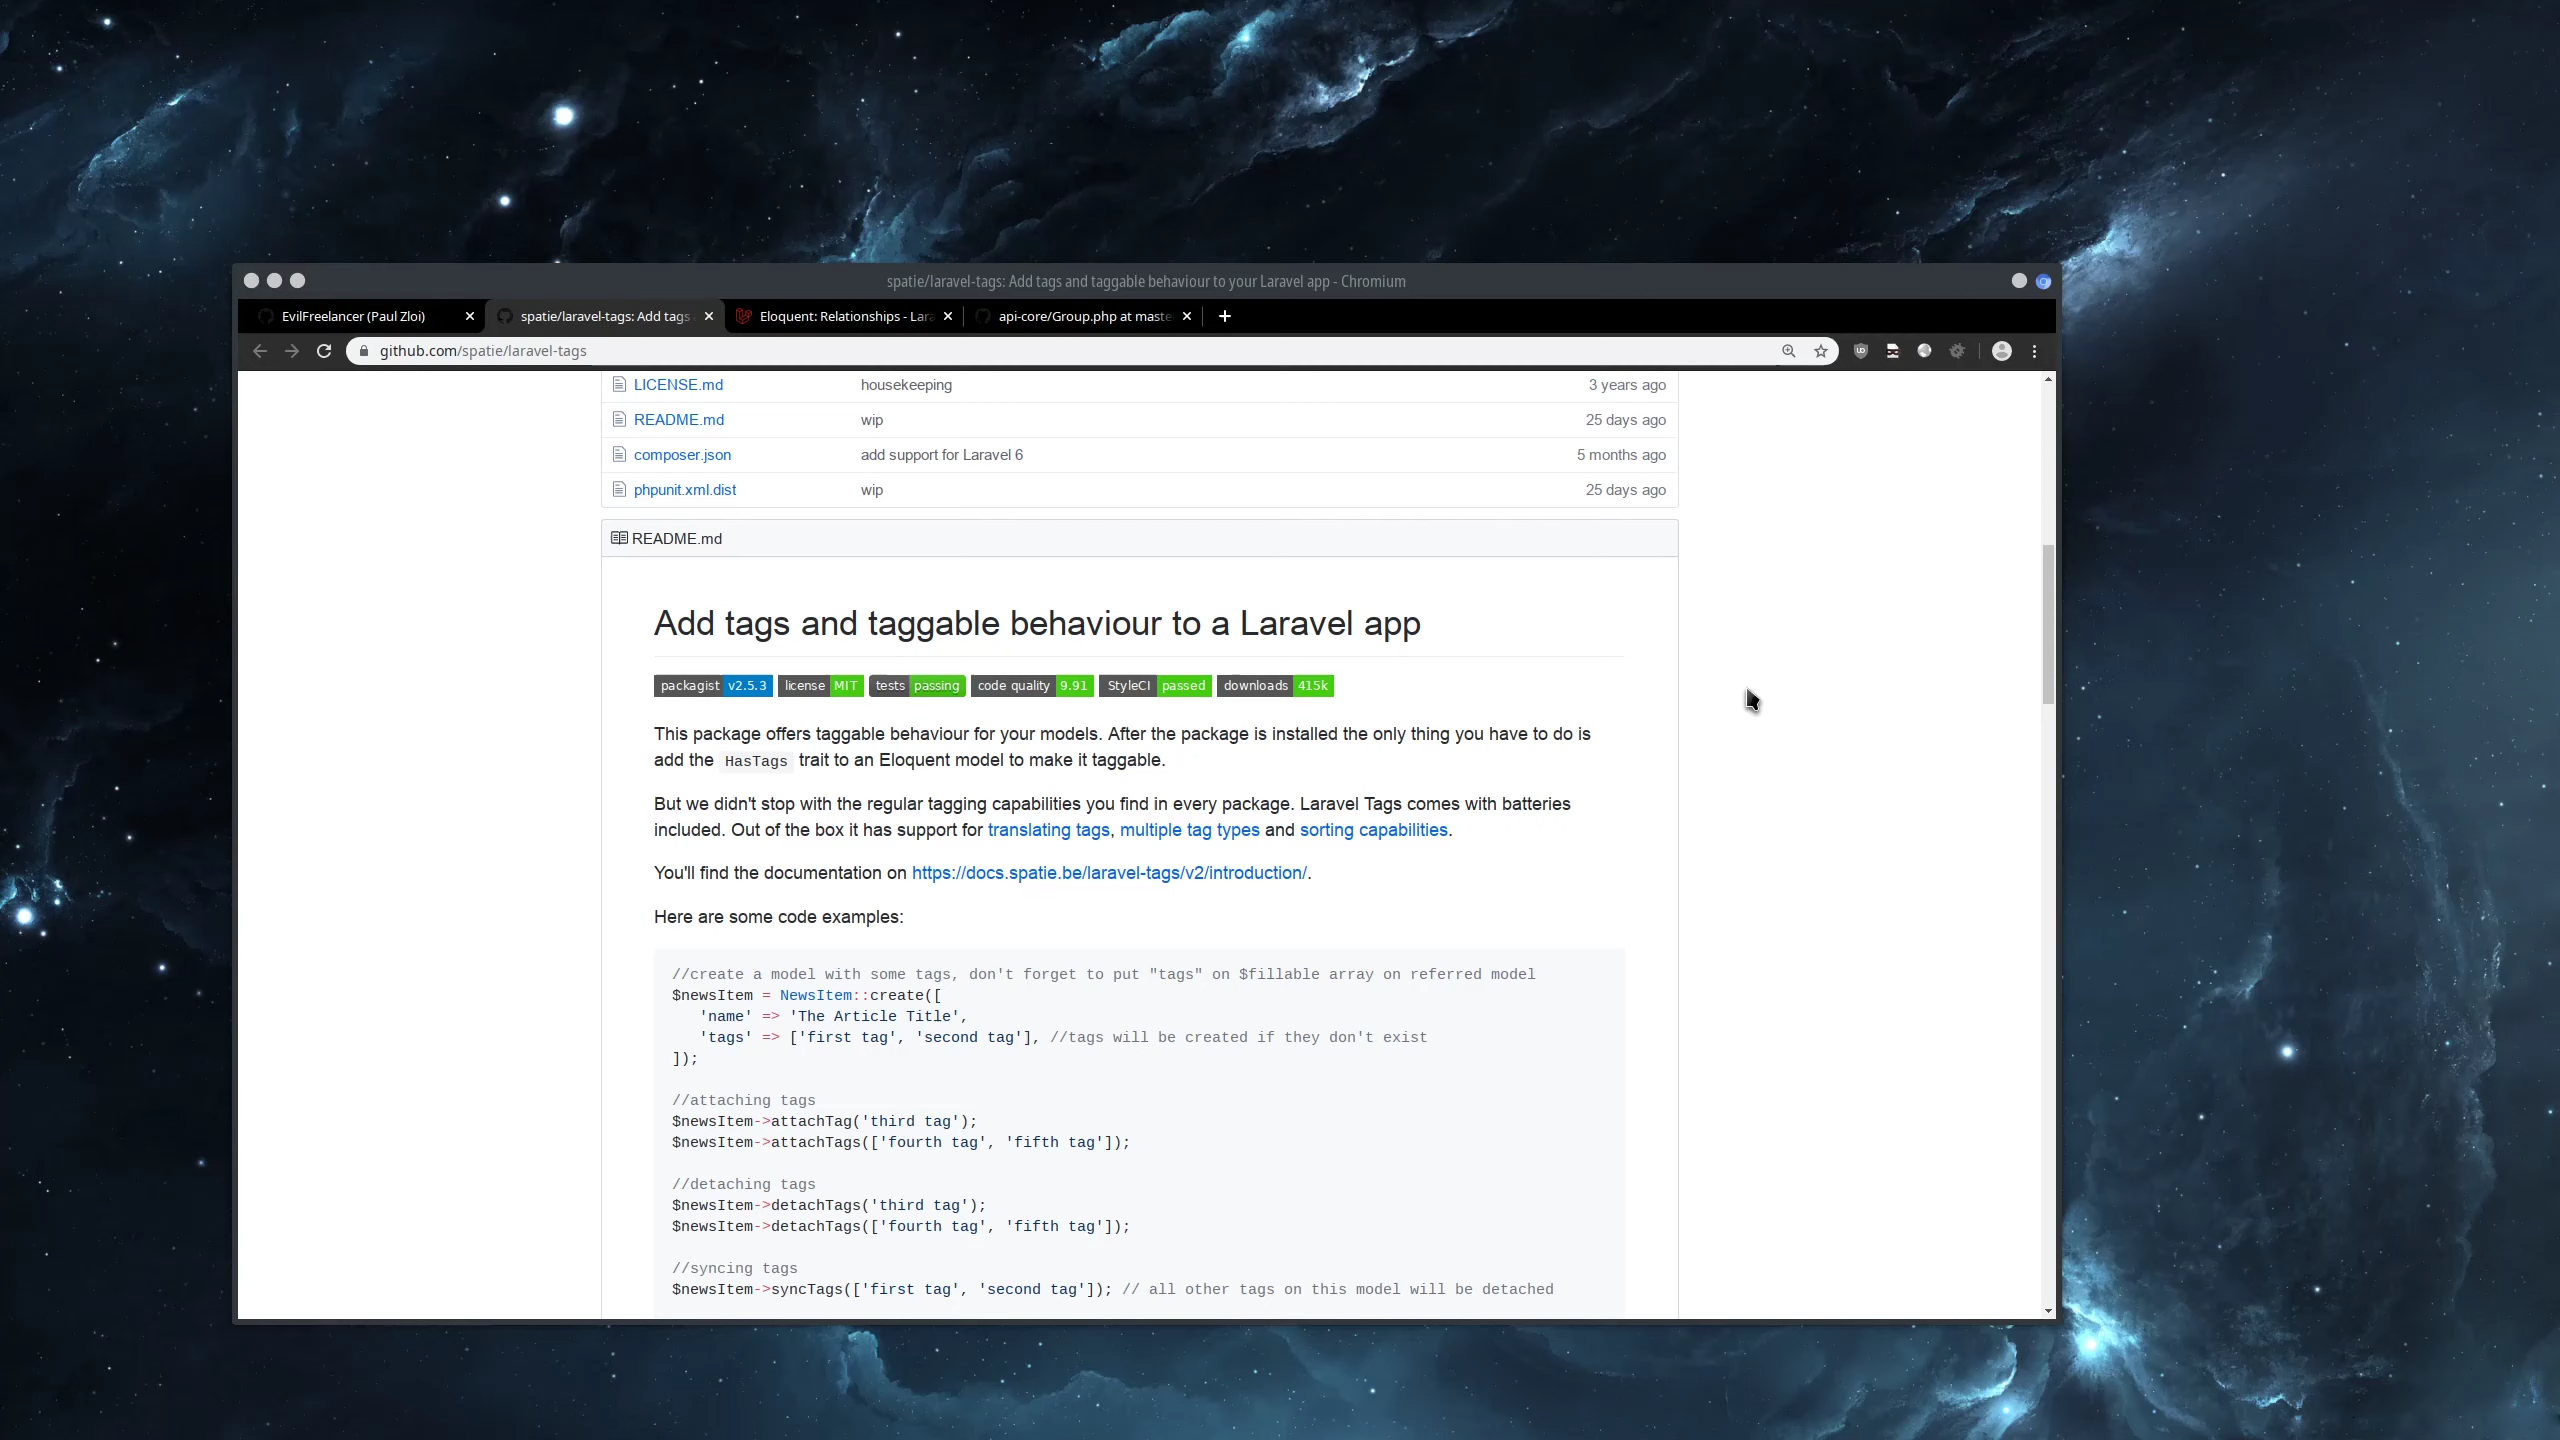 spatie/laravel-tags: Add tags and taggable behaviour to your Laravel app - Chromium
EvilFreelancer (Paul Zloi)
spatie/laravel-tags: Add tags
Eloquent: Relationships - Lara
api-core/Group.php at maste
github.com/spatie/laravel-tags
LICENSE.md housekeeping 3 years ago
README.md wip 25 days ago
composer.json add support for Laravel 6 5 months ago
phpunit.xml.dist wip 25 days ago
README.md
Add tags and taggable behaviour to a Laravel app
packagist v2.5.3 license MIT tests passing code quality 9.91 StyleCI passed downloads 415k
This package offers taggable behaviour for your models. After the package is installed the only thing you have to do is
add the HasTags trait to an Eloquent model to make it taggable.
But we didn't stop with the regular tagging capabilities you find in every package. Laravel Tags comes with batteries
included. Out of the box it has support for translating tags, multiple tag types and sorting capabilities.
You'll find the documentation on https://docs.spatie.be/laravel-tags/v2/introduction/.
Here are some code examples:
//create a model with some tags, don't forget to put "tags" on $fillable array on referred model
$newsItem = NewsItem::create([
'name' => 'The Article Title',
'tags' => ['first tag', 'second tag'], //tags will be created if they don't exist
]);
//attaching tags
$newsItem->attachTag('third tag');
$newsItem->attachTags(['fourth tag', 'fifth tag']);
//detaching tags
$newsItem->detachTags('third tag');
$newsItem->detachTags(['fourth tag', 'fifth tag']);
//syncing tags
$newsItem->syncTags(['first tag', 'second tag']); // all other tags on this model will be detached